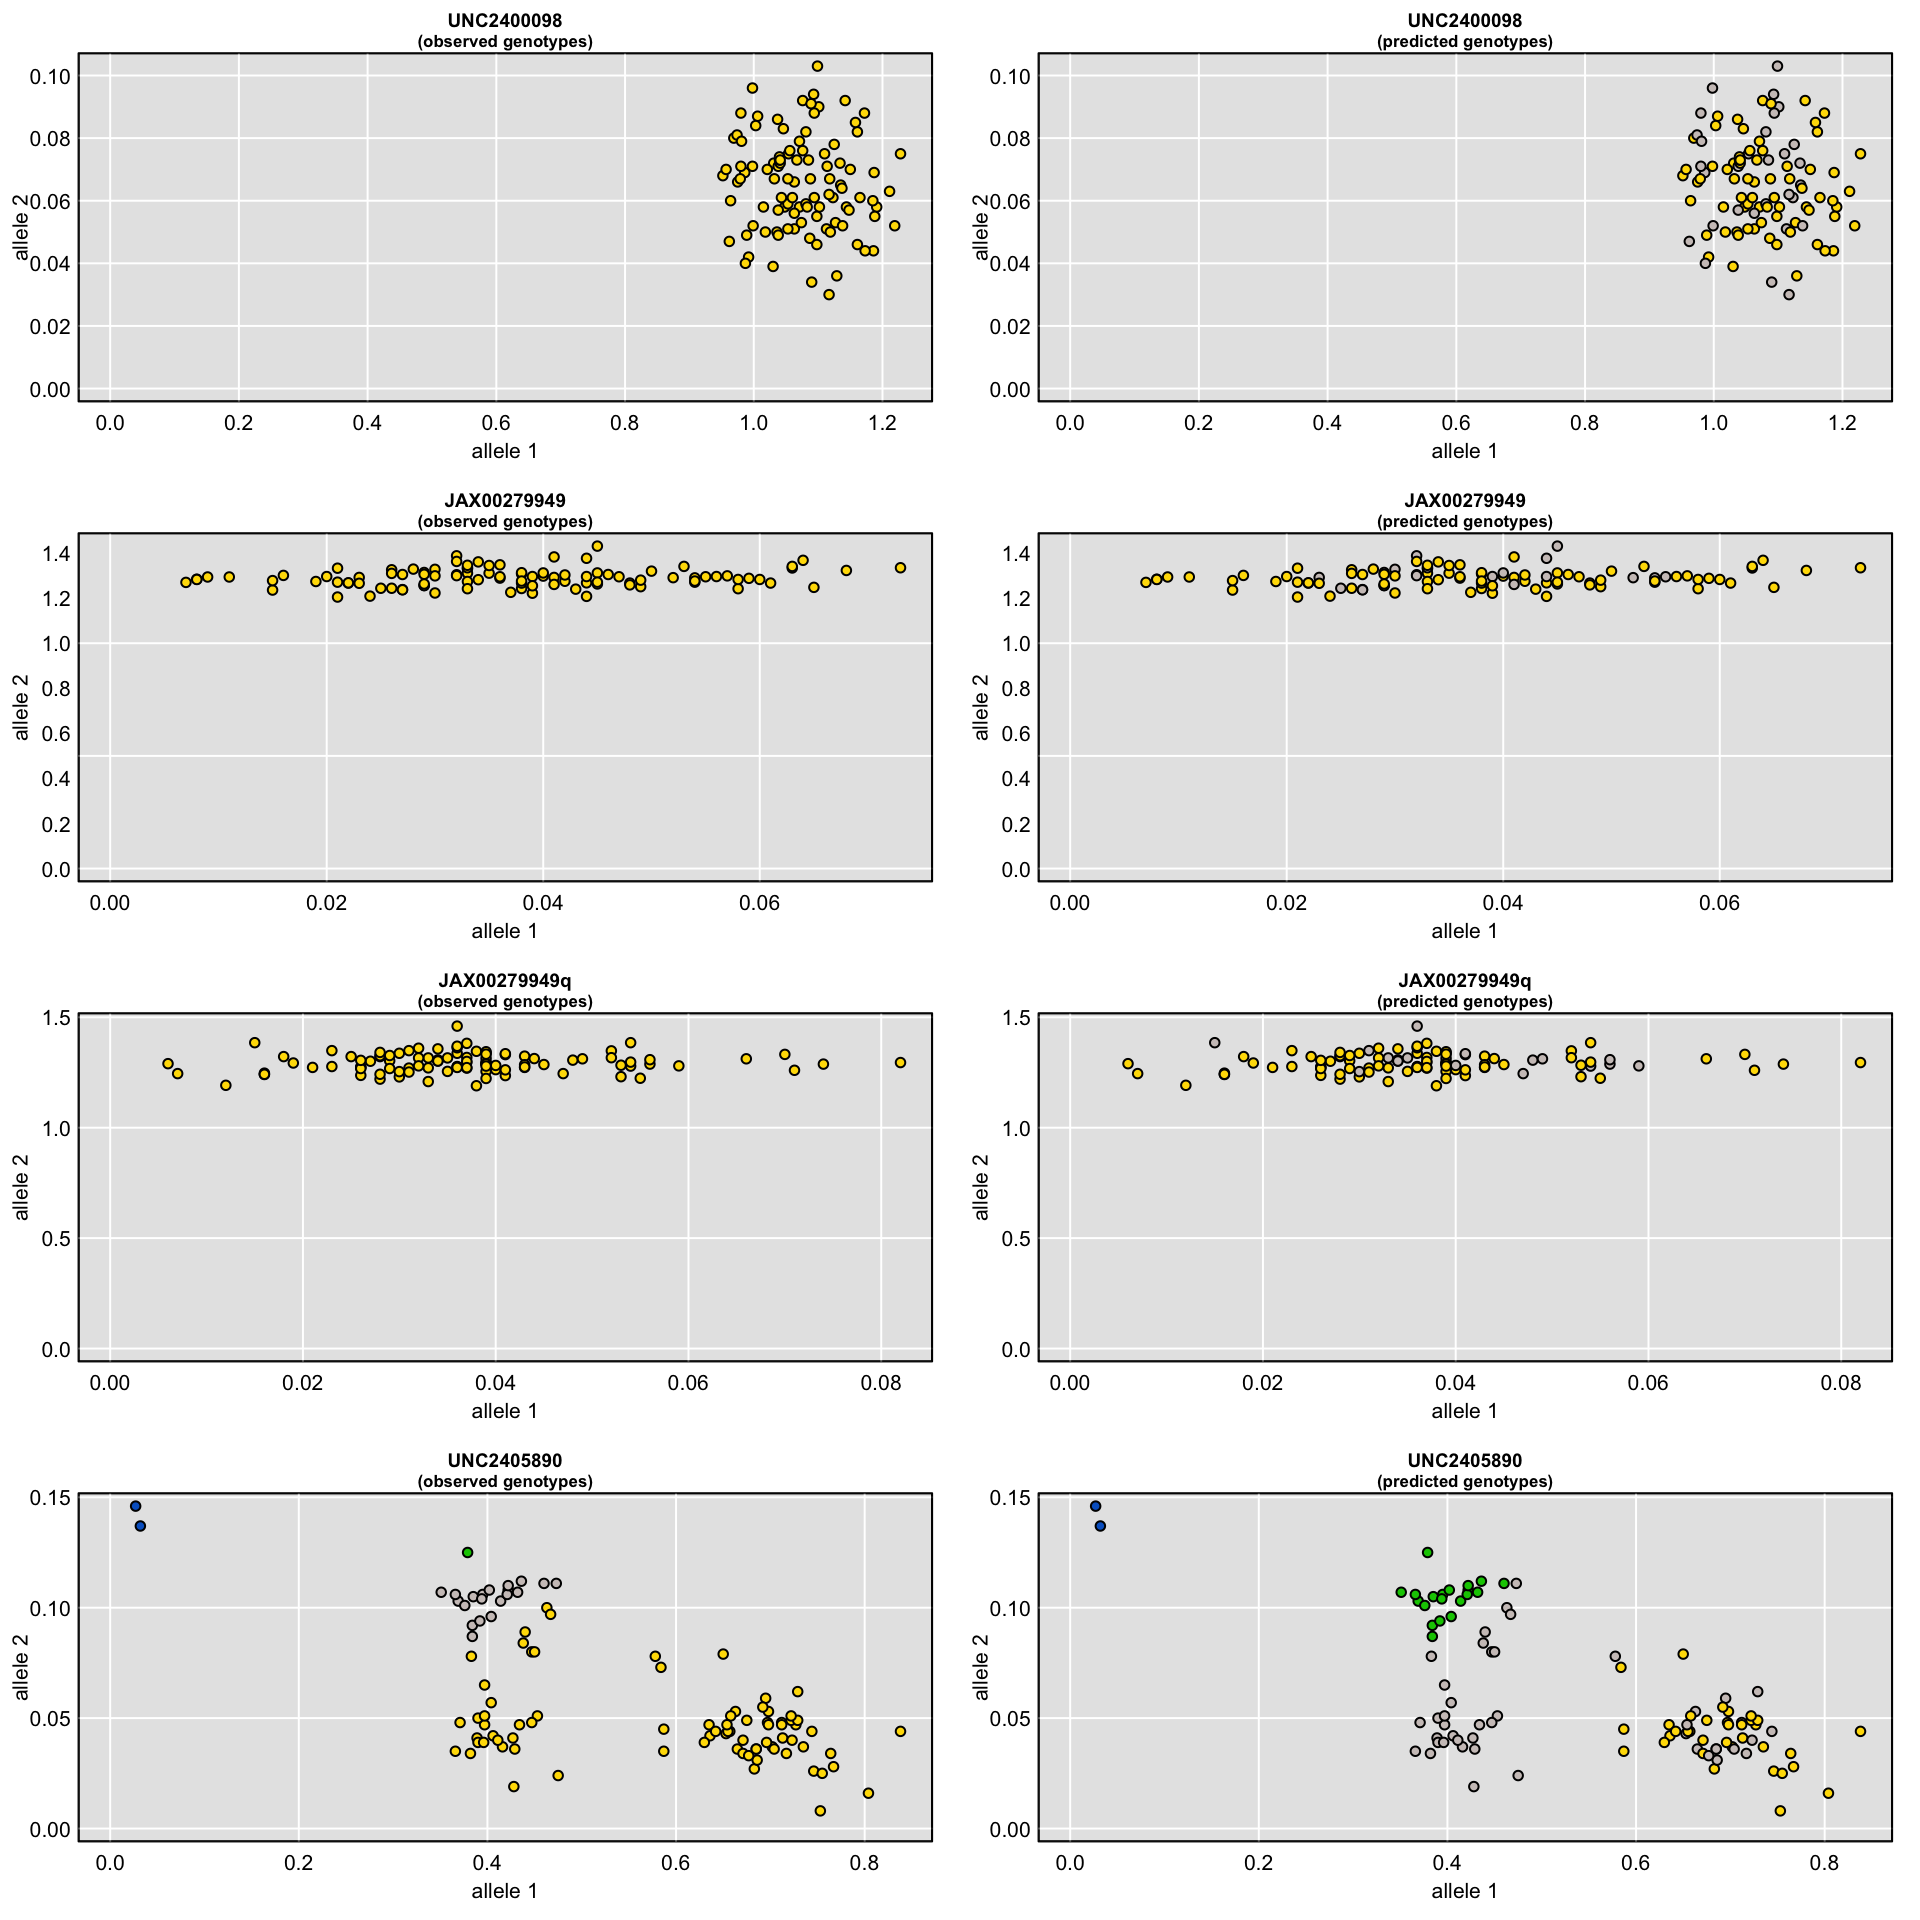 UNC2400098
(observed genotypes)
0.10
0.08
0.06
0.04
0.02
0.00
allele 2
0.0 0.2 0.4 0.6 0.8 1.0 1.2
allele 1
UNC2400098
(predicted genotypes)
0.10
0.08
0.06
0.04
0.02
0.00
allele 2
0.0 0.2 0.4 0.6 0.8 1.0 1.2
allele 1
JAX00279949
(observed genotypes)
1.4
1.2
1.0
0.8
0.6
0.4
0.2
0.0
allele 2
0.00 0.02 0.04 0.06
allele 1
JAX00279949
(predicted genotypes)
1.4
1.2
1.0
0.8
0.6
0.4
0.2
0.0
allele 2
0.00 0.02 0.04 0.06
allele 1
JAX00279949q
(observed genotypes)
1.5
1.0
0.5
0.0
allele 2
0.00 0.02 0.04 0.06 0.08
allele 1
JAX00279949q
(predicted genotypes)
1.5
1.0
0.5
0.0
allele 2
0.00 0.02 0.04 0.06 0.08
allele 1
UNC2405890
(observed genotypes)
0.15
0.10
0.05
0.00
allele 2
0.0 0.2 0.4 0.6 0.8
allele 1
UNC2405890
(predicted genotypes)
0.15
0.10
0.05
0.00
allele 2
0.0 0.2 0.4 0.6 0.8
allele 1